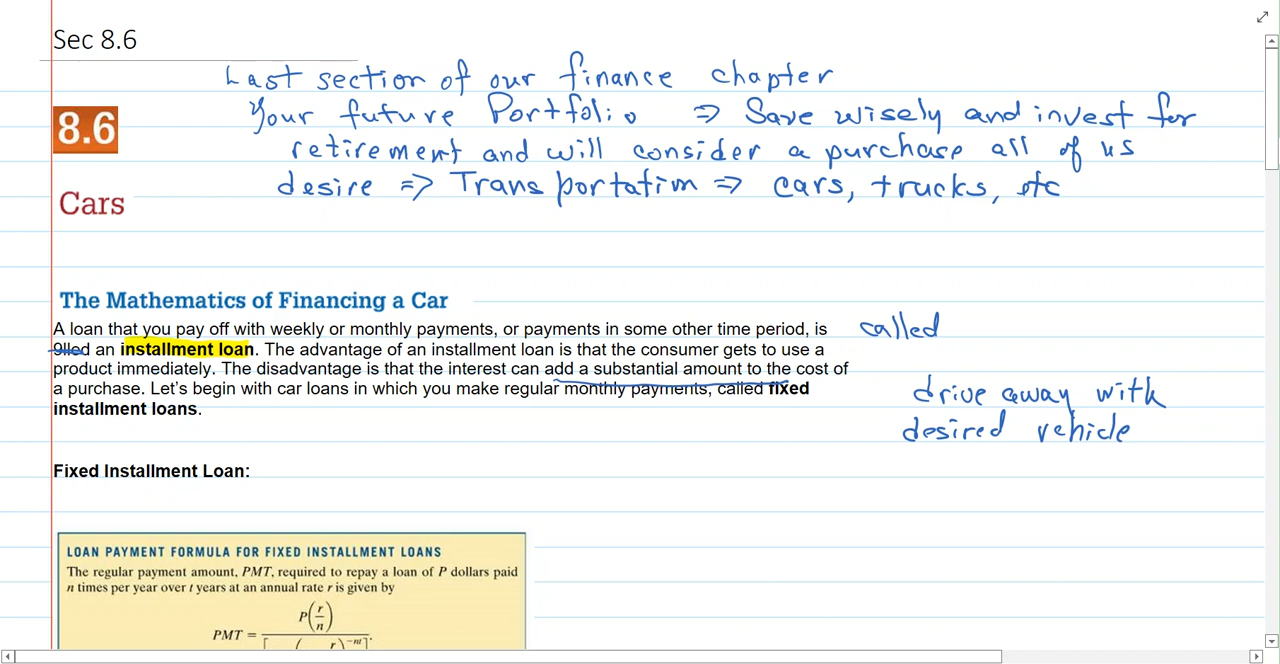 Sec 8.6
Last section of our finance chapter
Your future Portfolio => Save wisely and invest for
8.6
retirement and will consider a purchase all of us
desire => Transportation => cars, trucks, etc
Cars
The Mathematics of Financing a Car
A loan that you pay off with weekly or monthly payments, or payments in some other time period, is called
9lled an installment loan. The advantage of an installment loan is that the consumer gets to use a
product immediately. The disadvantage is that the interest can add a substantial amount to the cost of
a purchase. Let’s begin with car loans in which you make regular monthly payments, called fixed
installment loans.
drive away with
desired vehicle
Fixed Installment Loan:
LOAN PAYMENT FORMULA FOR FIXED INSTALLMENT LOANS
The regular payment amount, PMT, required to repay a loan of P dollars paid
n times per year over t years at an annual rate r is given by
PMT = P(r/n)
r)^-nt].